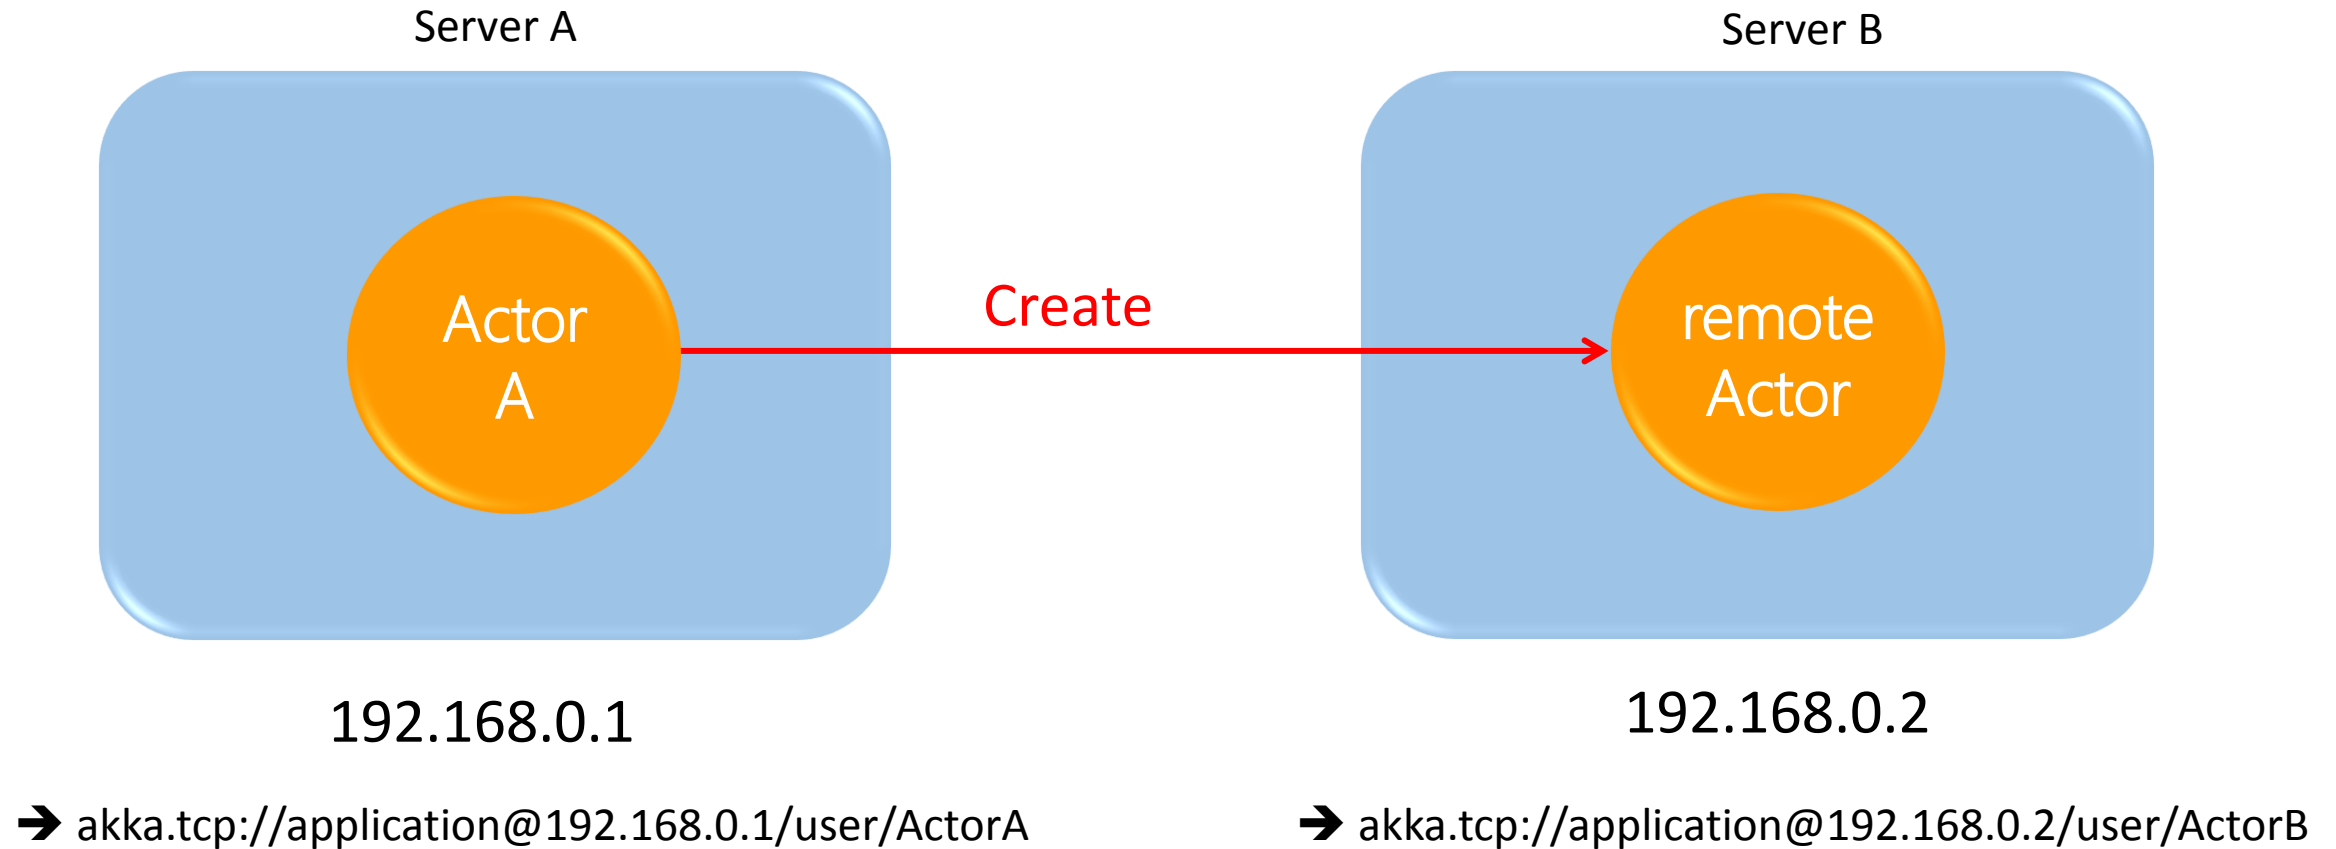 Server A
Server B
Actor
A
Create
remote
Actor
192.168.0.1
192.168.0.2
➔ akka.tcp://application@192.168.0.1/user/ActorA
➔ akka.tcp://application@192.168.0.2/user/ActorB